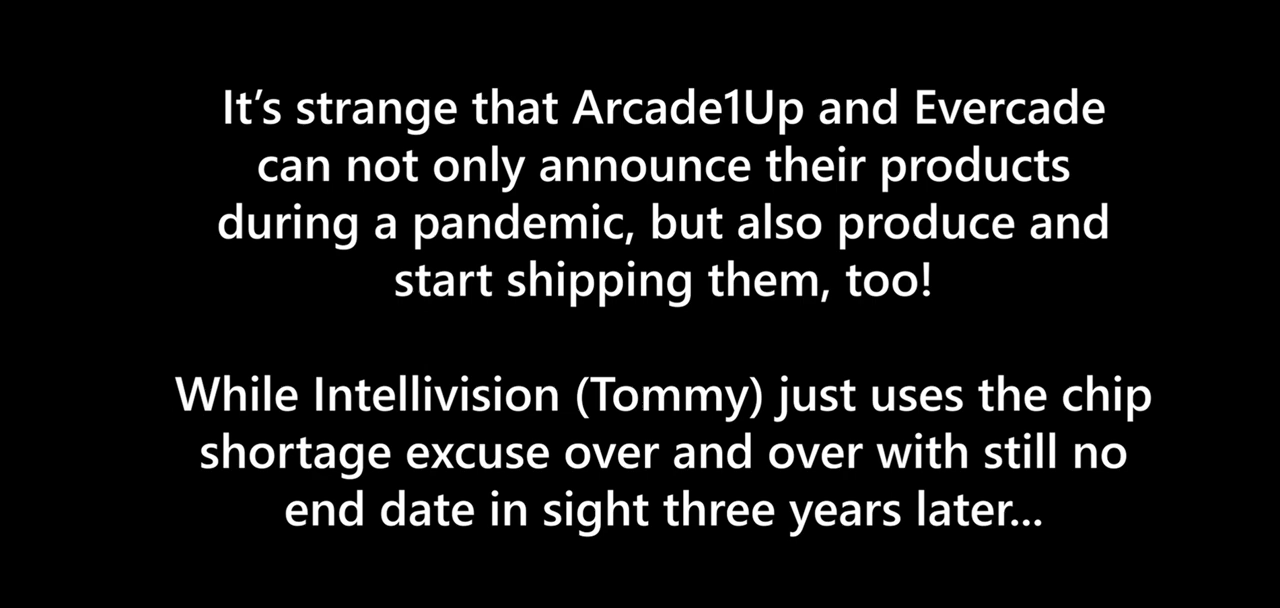 It’s strange that Arcade1Up and Evercade
can not only announce their products
during a pandemic, but also produce and
start shipping them, too!
While Intellivision (Tommy) just uses the chip
shortage excuse over and over with still no
end date in sight three years later...